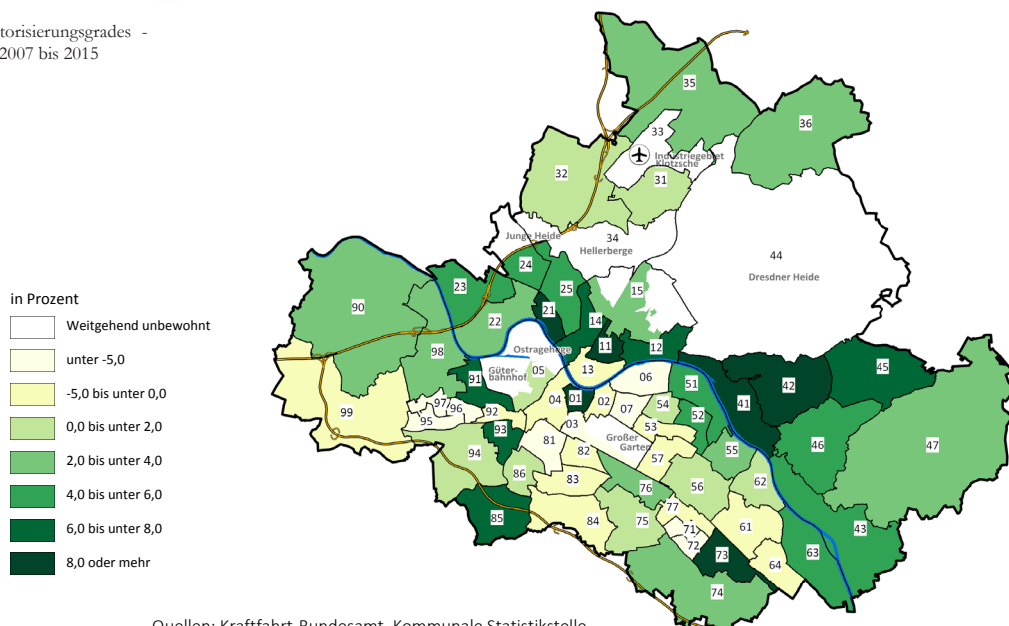 torisierungsgrades -
2007 bis 2015
in Prozent
Weitgehend unbewohnt
unter -5,0
-5,0 bis unter 0,0
0,0 bis unter 2,0
2,0 bis unter 4,0
4,0 bis unter 6,0
6,0 bis unter 8,0
8,0 oder mehr
35
36
33
Industriegebiet
Klotzsche
32
31
Junge Heide
34
Hellerberge
44
Dresdner Heide
24
23
25
15
90
21
22
14
11
12
98
Ostragehege
13
05
Güter-
bahnhof
91
06
51
42
45
41
99
97
96
95
92
04
01
02
07
54
52
03
93
53
81
Großer
Garten
46
47
94
82
57
55
86
83
76
56
62
85
84
75
77
71
72
61
73
64
63
43
74
Quellen: Kraftfahrt-Bundesamt, Kommunale Statistikstelle